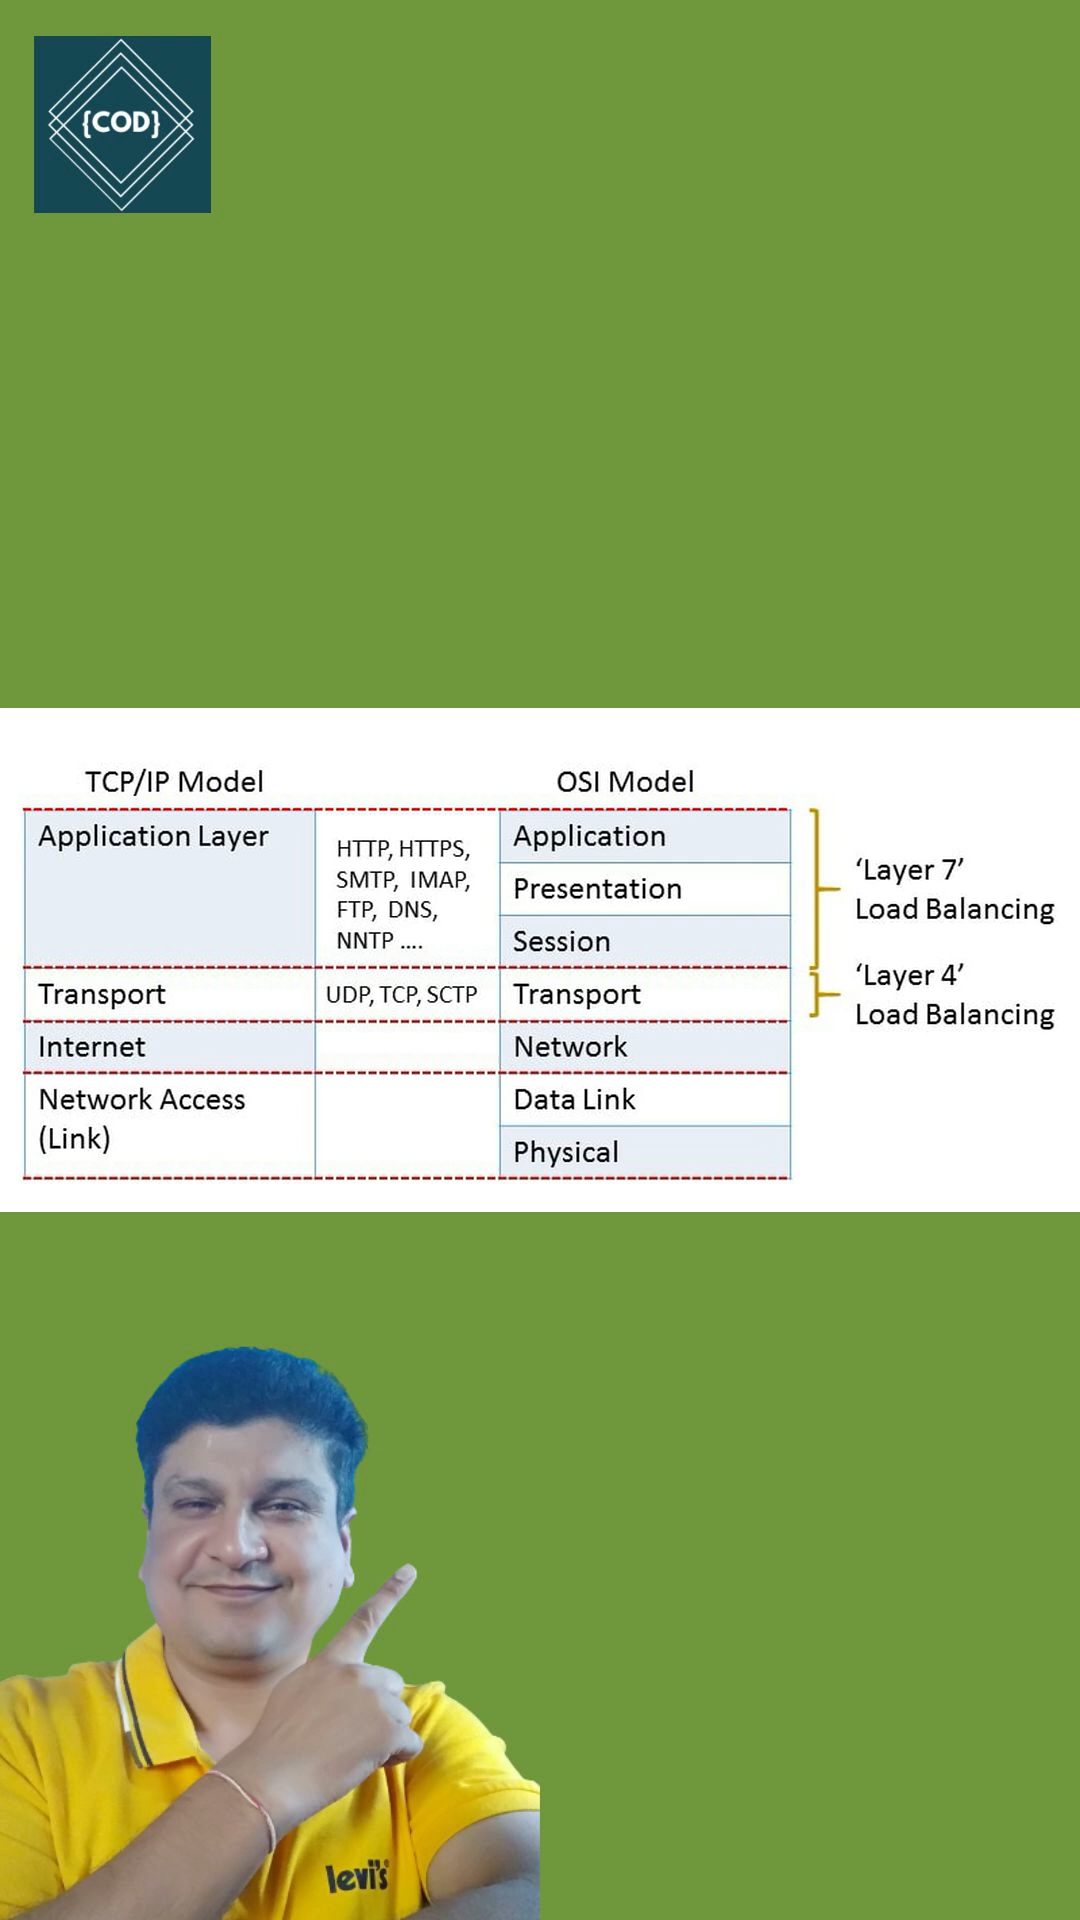 {COD}
TCP/IP Model
OSI Model
Application Layer
HTTP, HTTPS,
SMTP, IMAP,
FTP, DNS,
NNTP ....
Application
Presentation
Session
‘Layer 7’
Load Balancing
Transport
UDP, TCP, SCTP
Transport
‘Layer 4’
Load Balancing
Internet
Network
Network Access
(Link)
Data Link
Physical
levi's